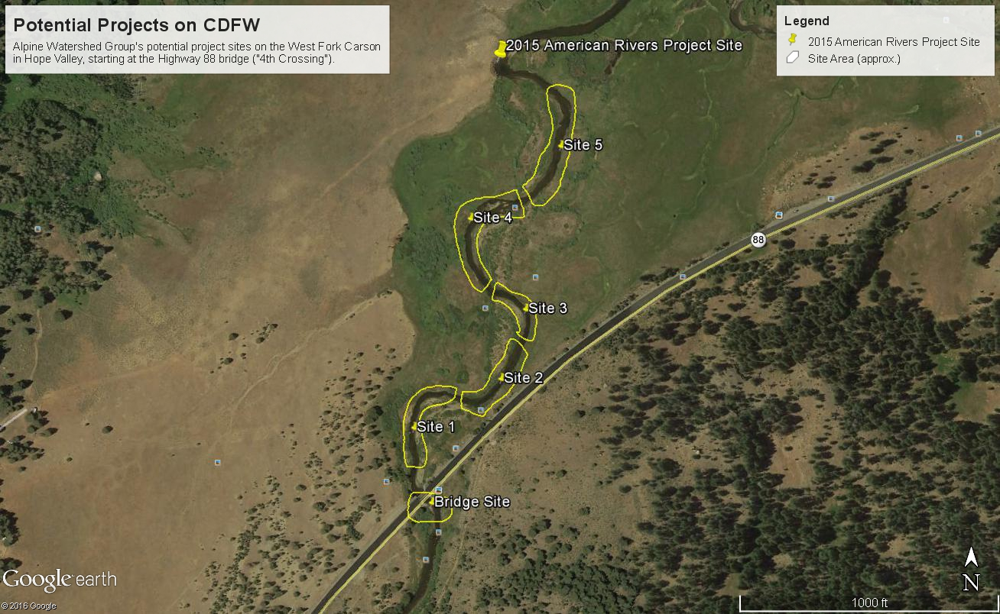 Potential Projects on CDFW
Alpine Watershed Group's potential project sites on the West Fork Carson
in Hope Valley, starting at the Highway 88 bridge ("4th Crossing").
Legend
2015 American Rivers Project Site
Site Area (approx.)
2015 American Rivers Project Site
Site 5
Site 4
88
Site 3
Site 2
Site 1
Bridge Site
Google earth
© 2016 Google
N
1000 ft